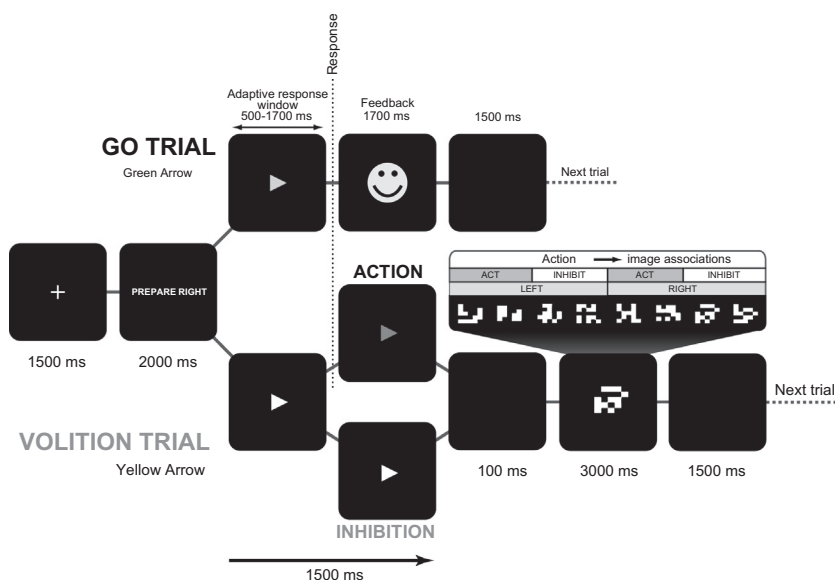 Response
Adaptive response
window
500-1700 ms
Feedback
1700 ms
1500 ms
GO TRIAL
Green Arrow
Next trial
Action image associations
ACT INHIBIT ACT INHIBIT
LEFT RIGHT
ACTION
PREPARE RIGHT
1500 ms
2000 ms
VOLITION TRIAL
Yellow Arrow
100 ms
3000 ms
1500 ms
Next trial
INHIBITION
1500 ms